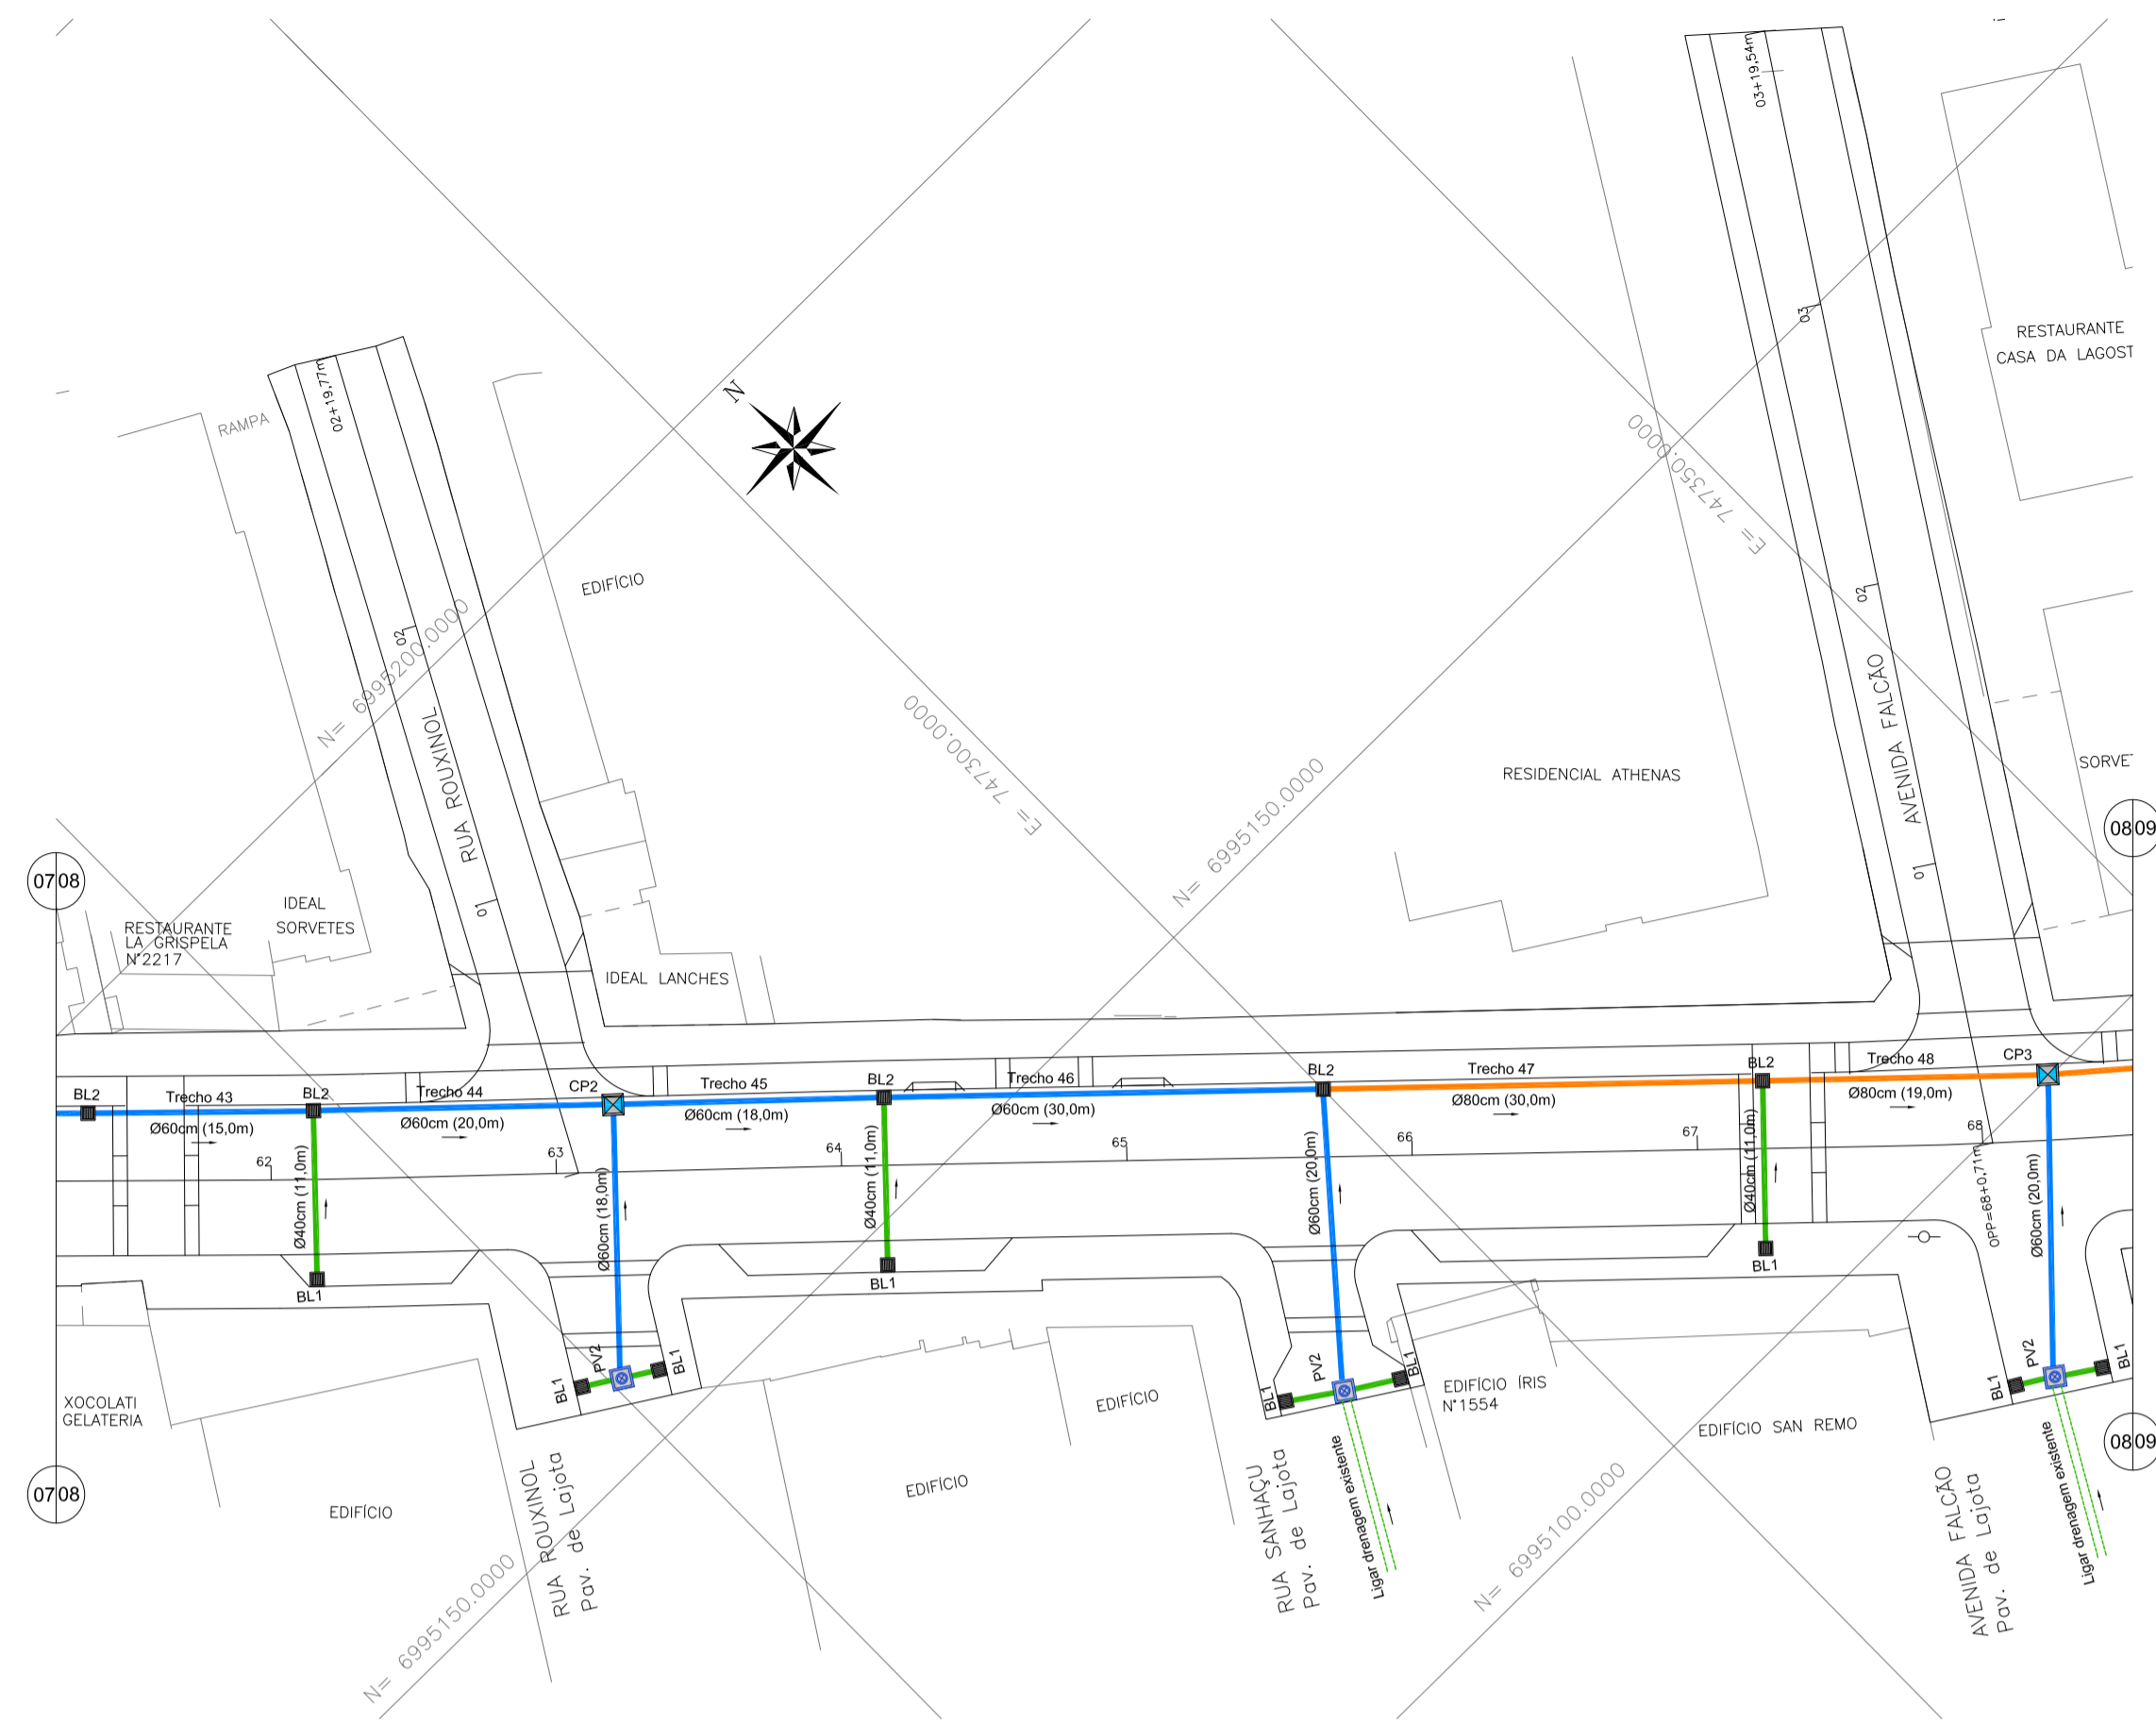 03+19,54m
RESTAURANTE
CASA DA LAGOST
03
02+19,77m
RAMPA
N
E= 747350.0000
EDIFÍCIO
02
02
N= 6995200.0000
RUA ROUXINOL
E= 747300.0000
AVENIDA FALCÃO
N= 6995150.0000
RESIDENCIAL ATHENAS
SORVE
0708
0809
01
01
RESTAURANTE
LA GRISPELA
N°2217
IDEAL
SORVETES
IDEAL LANCHES
BL2
Trecho 43
Ø60cm (15,0m)
BL2
Trecho 44
Ø60cm (20,0m)
CP2
Trecho 45
Ø60cm (18,0m)
BL2
Trecho 46
Ø60cm (30,0m)
BL2
Trecho 47
Ø80cm (30,0m)
BL2
Trecho 48
Ø80cm (19,0m)
CP3
62
63
64
65
66
67
68
Ø40cm (11,0m)
Ø60cm (18,0m)
Ø40cm (11,0m)
Ø60cm (20,0m)
Ø40cm (11,0m)
OPP=68+0,71m
Ø60cm (20,0m)
BL1
BL1
BL1
BL1
PV2
BL1
BL1
PV2
BL1
BL1
PV2
BL1
XOCOLATI
GELATERIA
EDIFÍCIO
EDIFÍCIO
EDIFÍCIO
EDIFÍCIO ÍRIS
N°1554
EDIFÍCIO SAN REMO
0708
0809
RUA ROUXINOL
Pav. de Lajota
RUA SANHAÇU
Pav. de Lajota
Ligar drenagem existente
AVENIDA FALCÃO
Pav. de Lajota
Ligar drenagem existente
N= 6995150.0000
N= 6995100.0000